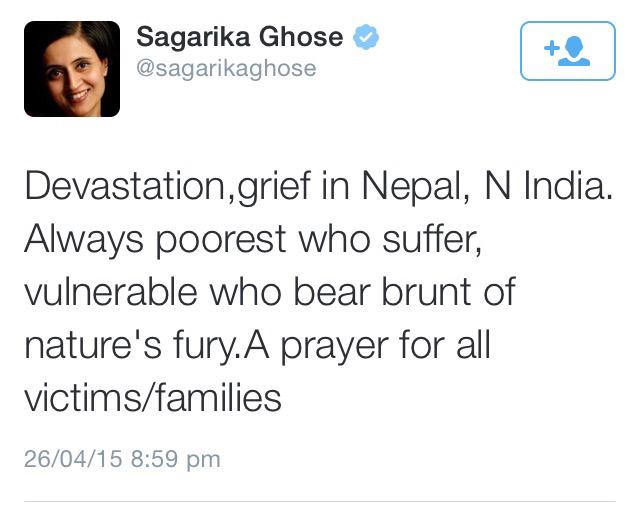 Sagarika Ghose
@sagarikaghose
Devastation,grief in Nepal, N India.
Always poorest who suffer,
vulnerable who bear brunt of
nature's fury.A prayer for all
victims/families
26/04/15 8:59 pm